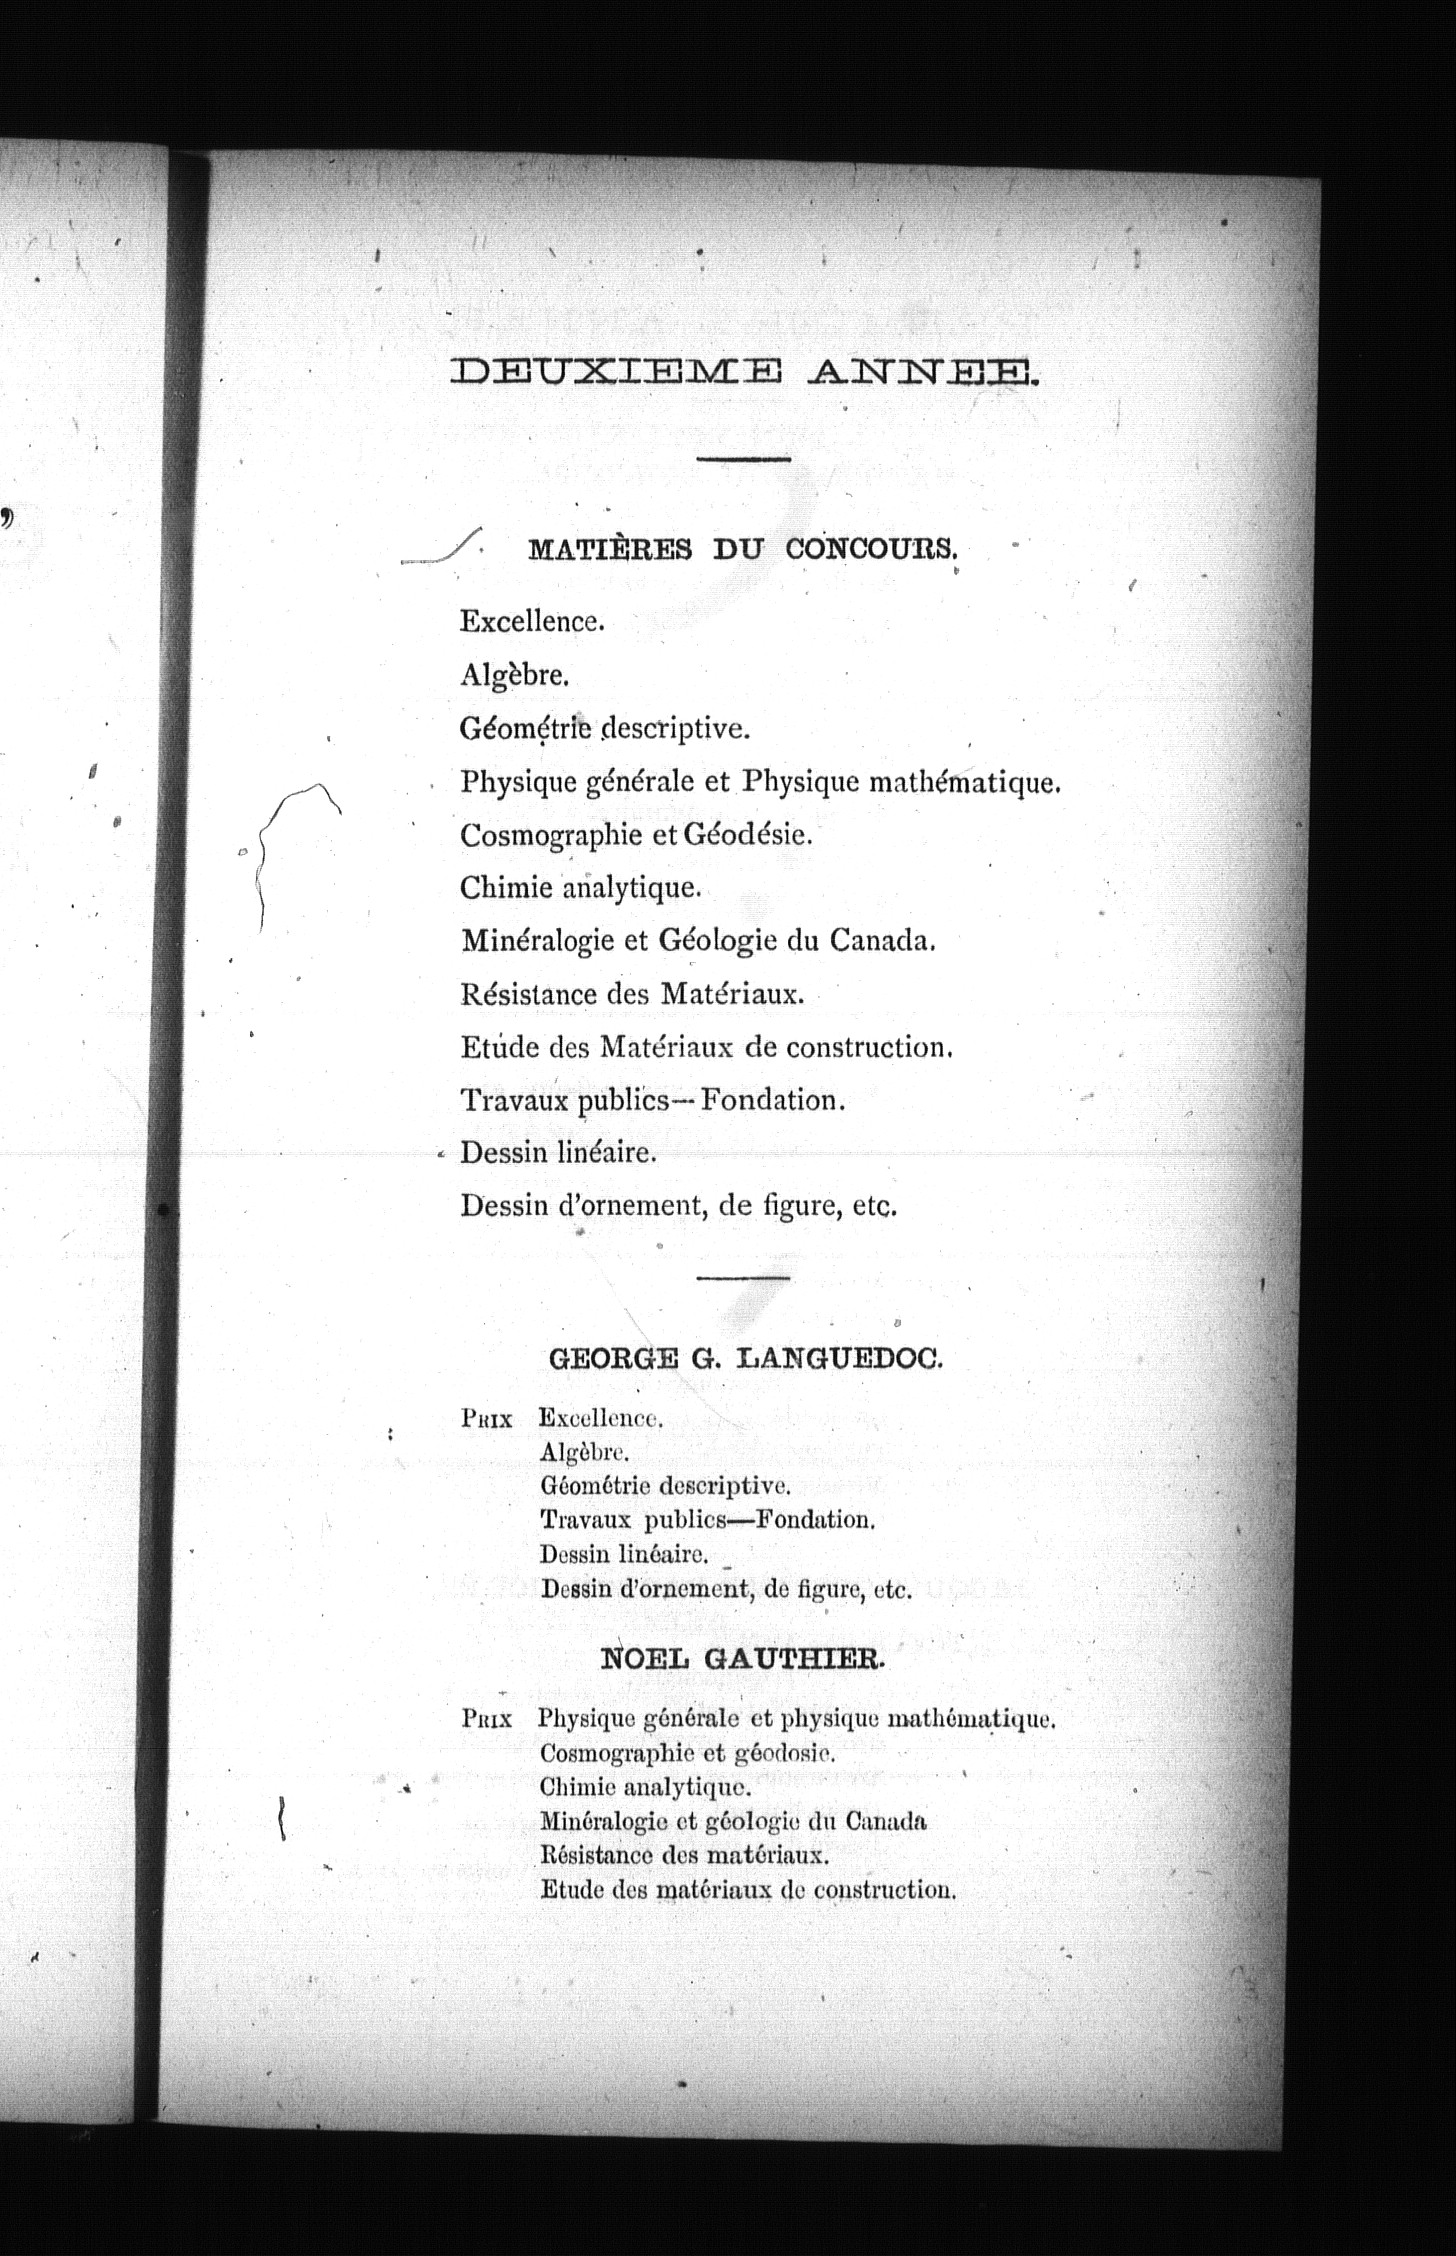 DEUXIEME ANNEE.
MATIÈRES DU CONCOURS.
Excellence.
Algèbre.
Géométrie descriptive.
Physique générale et Physique mathématique.
Cosmographie et Géodésie.
Chimie analytique.
Minéralogie et Géologie du Canada.
Résistance des Matériaux.
Etude des Matériaux de construction.
Travaux publics—Fondation.
Dessin linéaire.
Dessin d'ornement, de figure, etc.
GEORGE G. LANGUEDOC.
PRIX Excellence.
Algèbre.
Géométrie descriptive.
Travaux publics—Fondation.
Dessin linéaire.
Dessin d'ornement, de figure, etc.
NOEL GAUTHIER.
PRIX Physique générale et physique mathématique.
Cosmographie et géodosie.
Chimie analytique.
Minéralogie et géologie du Canada
Résistance des matériaux.
Etude des matériaux de construction.